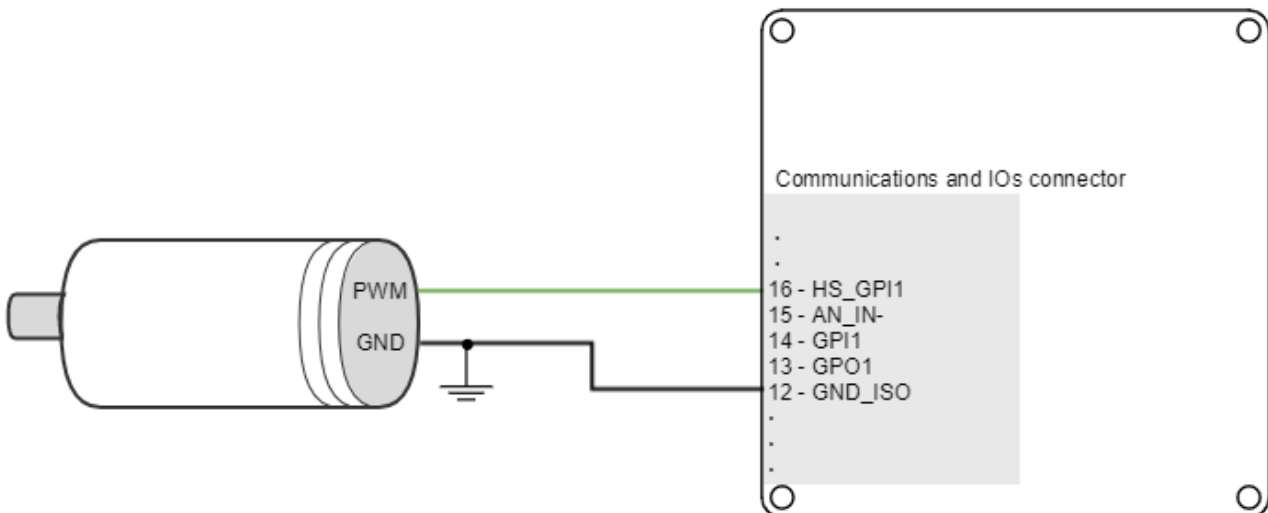 Communications and IOs connector
.
.
PWM
16 - HS_GPI1
15 - AN_IN-
14 - GPI1
GND
13 - GPO1
12 - GND_ISO
.
.
.